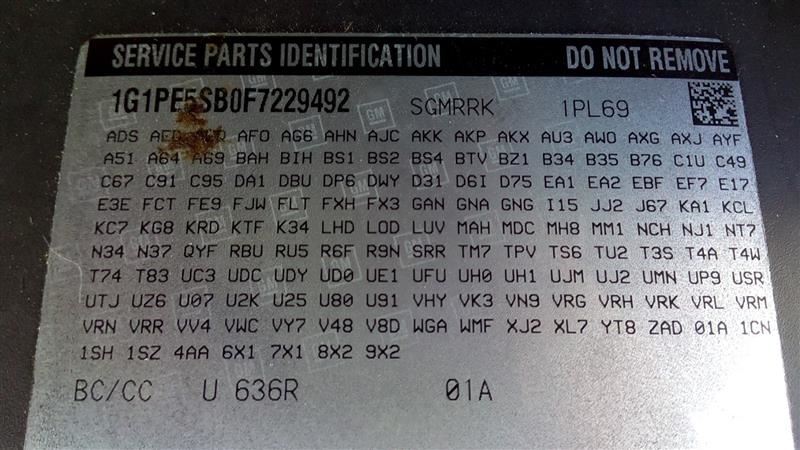 SERVICE PARTS IDENTIFICATION DO NOT REMOVE
1G1PE5SB0F7229492 SGMRRK 1PL69
ADS AED AFO AG6 AHN AJC AKK AKP AKX AU3 AWO AXG AXJ AYF
A51 A64 A69 BAH BIH BS1 BS2 BS4 BTV BZ1 B34 B35 B76 C1U C49
C67 C91 C95 DA1 DBU DP6 DWY D31 D6I D75 EA1 EA2 EBF EF7 E17
E3E FCT FE9 FJW FLT FXH FX3 GAN GNA GNG I15 JJ2 J67 KA1 KCL
KC7 KG8 KRD KTF K34 LHD LOD LUV MAH MDC MH8 MM1 NCH NJ1 NT7
N34 N37 QYF RBU RU5 R6F R9N SRR TM7 TPV TS6 TU2 T3S T4A T4W
T74 T83 UC3 UDC UDY UD0 UE1 UFU UH0 UH1 UJM UJ2 UMN UP9 USR
UTJ UZ6 U07 U2K U25 U80 U91 VHY VK3 VN9 VRG VRH VRK VRL VRM
VRN VRR VV4 VWC VY7 V48 V8D WGA WMF XJ2 XL7 YT8 ZAD 01A 1CN
1SH 1SZ 4AA 6X1 7X1 8X2 9X2
BC/CC U 636R 01A